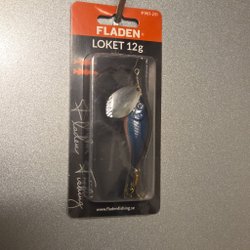 FLADEN
LOKET 12g
Fladen Fishing
www.fladenfishing.se